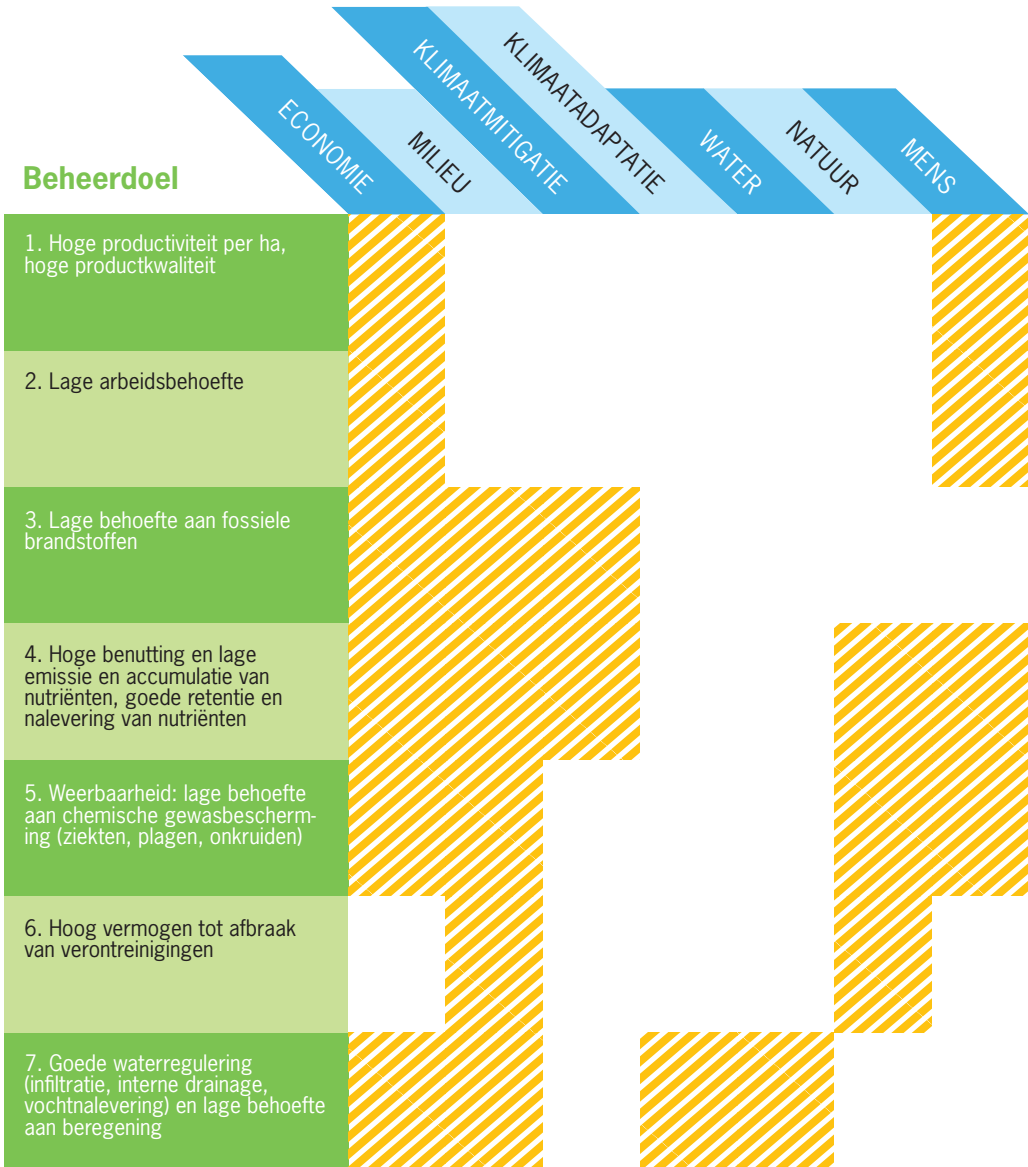 ECONOMIE
MILIEU
KLIMAATMITIGATIE
KLIMAATADAPTATIE
WATER
NATUUR
MENS
Beheerdoel
1. Hoge productiviteit per ha,
hoge productkwaliteit
2. Lage arbeidsbehoefte
3. Lage behoefte aan fossiele
brandstoffen
4. Hoge benutting en lage
emissie en accumulatie van
nutriënten, goede retentie en
nalevering van nutriënten
5. Weerbaarheid: lage behoefte
aan chemische gewasbescherm-
ing (ziekten, plagen, onkruiden)
6. Hoog vermogen tot afbraak
van verontreinigingen
7. Goede waterregulering
(infiltratie, interne drainage,
vochtnalevering) en lage behoefte
aan beregening